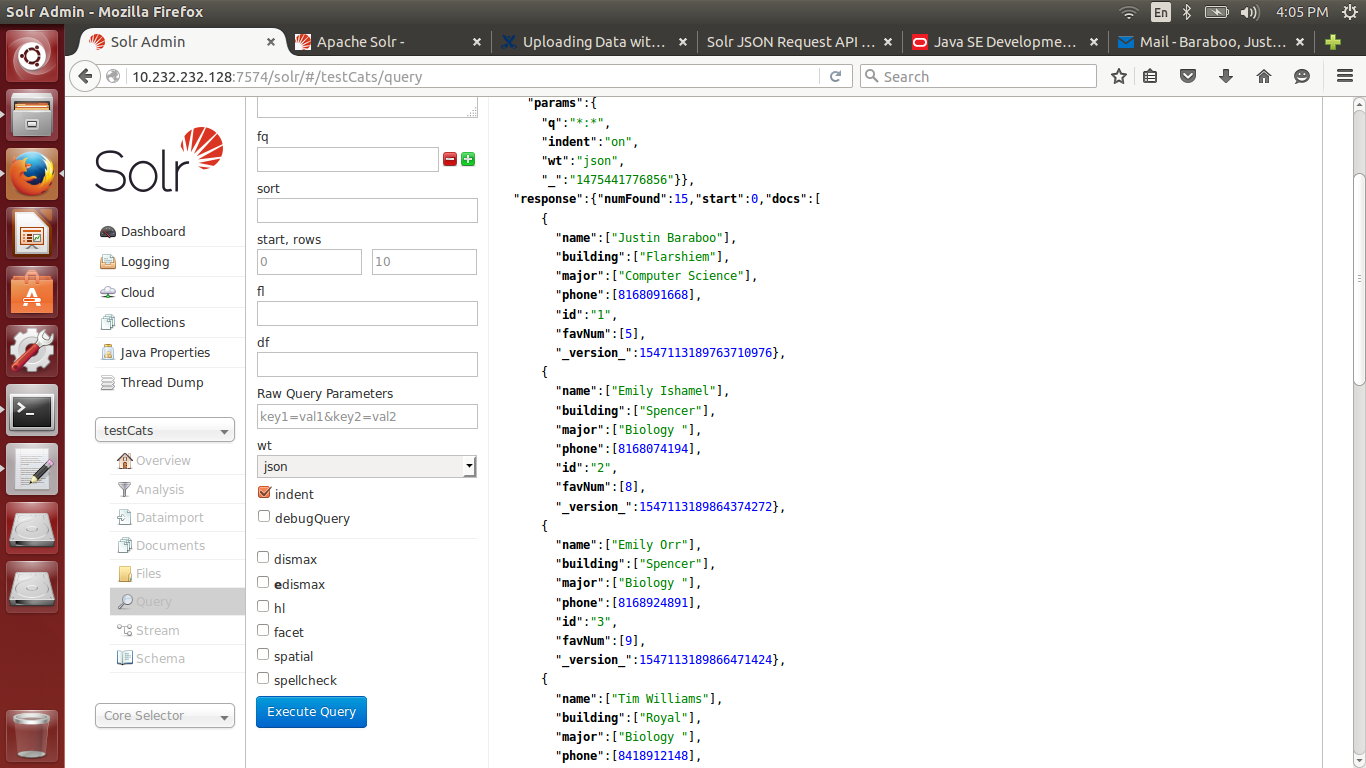 Solr Admin - Mozilla Firefox
En
4:05 PM
Solr Admin
Apache Solr -
Uploading Data wit...
Solr JSON Request API ...
Java SE Developme...
Mail - Baraboo, Just...
10.232.232.128:7574/solr/#/testCats/query
Search
Solr
Dashboard
Logging
Cloud
Collections
Java Properties
Thread Dump
testCats
Overview
Analysis
Dataimport
Documents
Files
Query
Stream
Schema
Core Selector
fq
sort
start, rows
0
10
fl
df
Raw Query Parameters
key1=val1&key2=val2
wt
json
indent
debugQuery
dismax
edismax
hl
facet
spatial
spellcheck
Execute Query
"params":{
"q":"*:*",
"indent":"on",
"wt":"json",
"_":"1475441776856"}},
"response":{"numFound":15,"start":0,"docs":[
{
"name":["Justin Baraboo"],
"building":["Flarshiem"],
"major":["Computer Science"],
"phone":[8168091668],
"id":"1",
"favNum":[5],
"_version_":1547113189763710976},
{
"name":["Emily Ishamel"],
"building":["Spencer"],
"major":["Biology "],
"phone":[8168074194],
"id":"2",
"favNum":[8],
"_version_":1547113189864374272},
{
"name":["Emily Orr"],
"building":["Spencer"],
"major":["Biology "],
"phone":[8168924891],
"id":"3",
"favNum":[9],
"_version_":1547113189866471424},
{
"name":["Tim Williams"],
"building":["Royal"],
"major":["Biology "],
"phone":[8418912148],